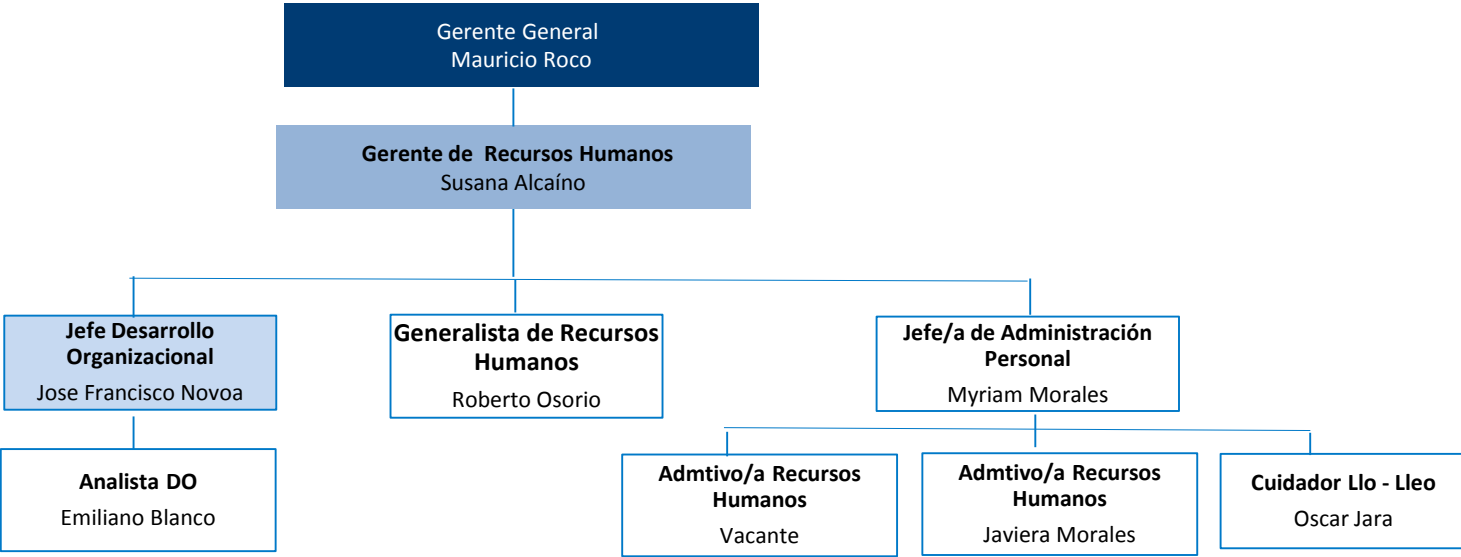 Gerente General
Mauricio Roco
Gerente de Recursos Humanos
Susana Alcaíno
Jefe Desarrollo
Organizacional
Jose Francisco Novoa
Generalista de Recursos
Humanos
Roberto Osorio
Jefe/a de Administración
Personal
Myriam Morales
Analista DO
Emiliano Blanco
Admtivo/a Recursos
Humanos
Vacante
Admtivo/a Recursos
Humanos
Javiera Morales
Cuidador Llo - Lleo
Oscar Jara